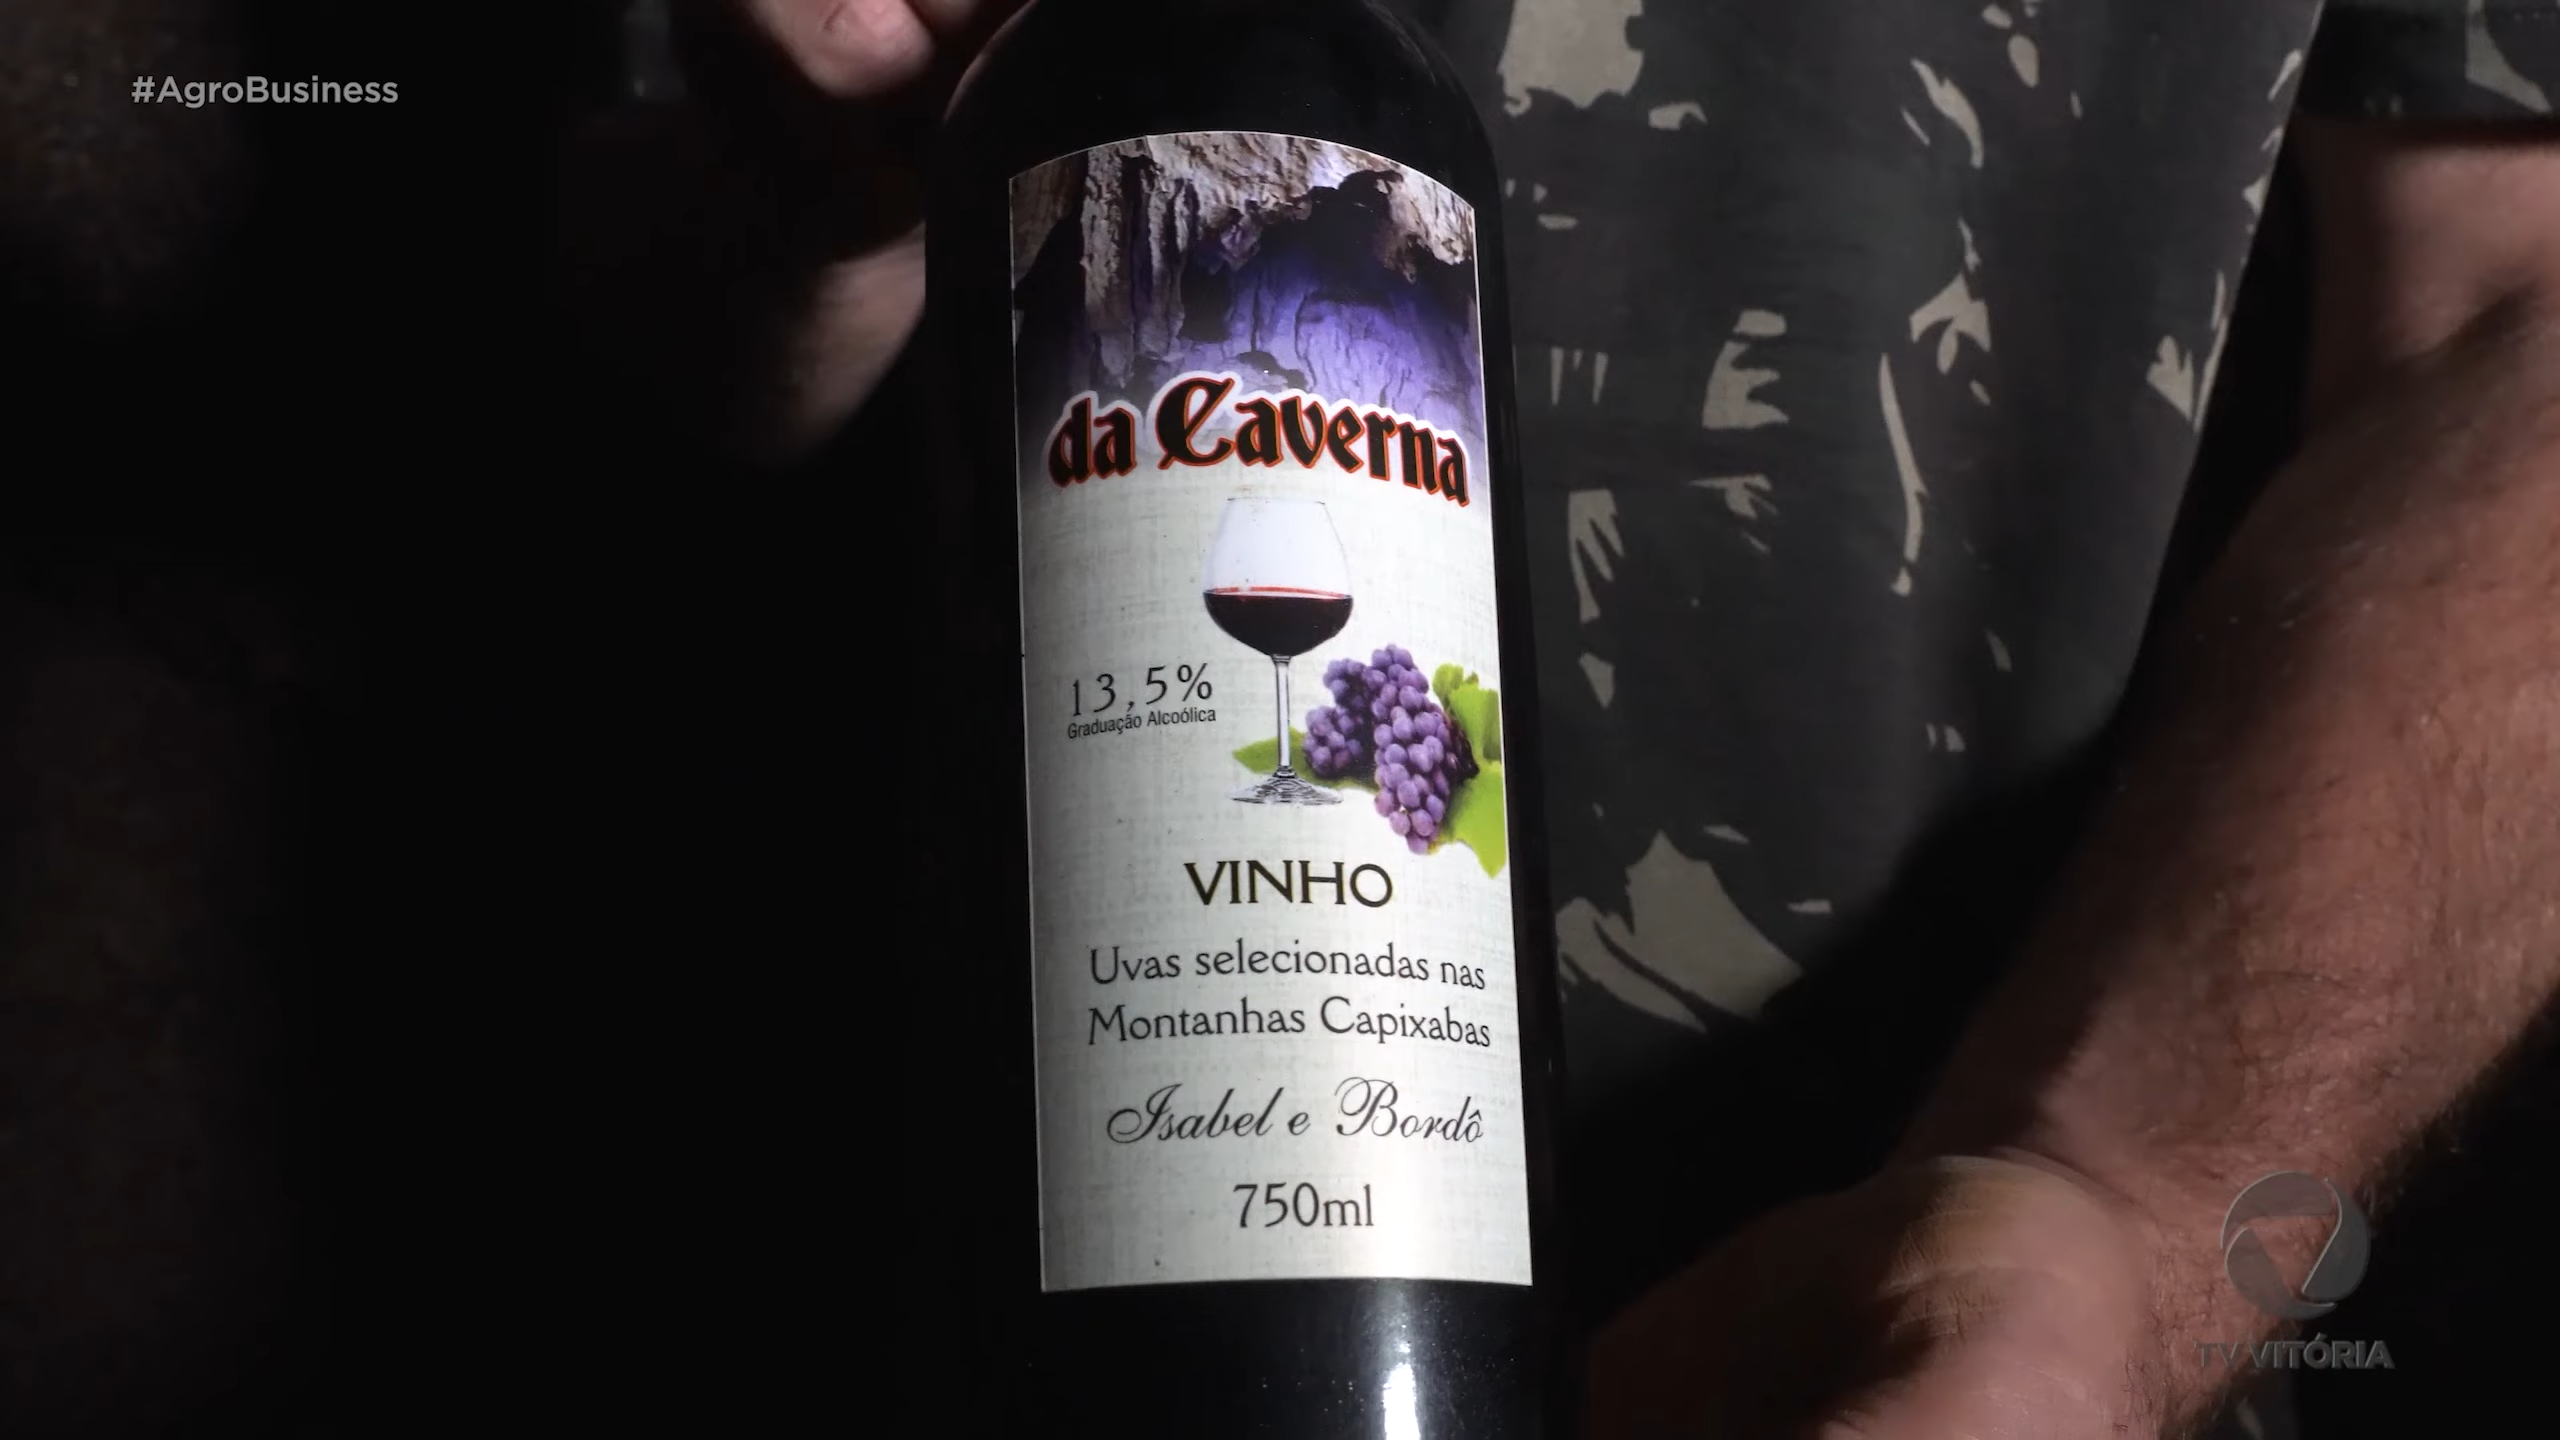 #AgroBusiness
da Caverna
13,5%
Graduação Alcoólica
VINHO
Uvas selecionadas nas
Montanhas Capixabas
Isabel e Bordô
750ml
TV VITÓRIA